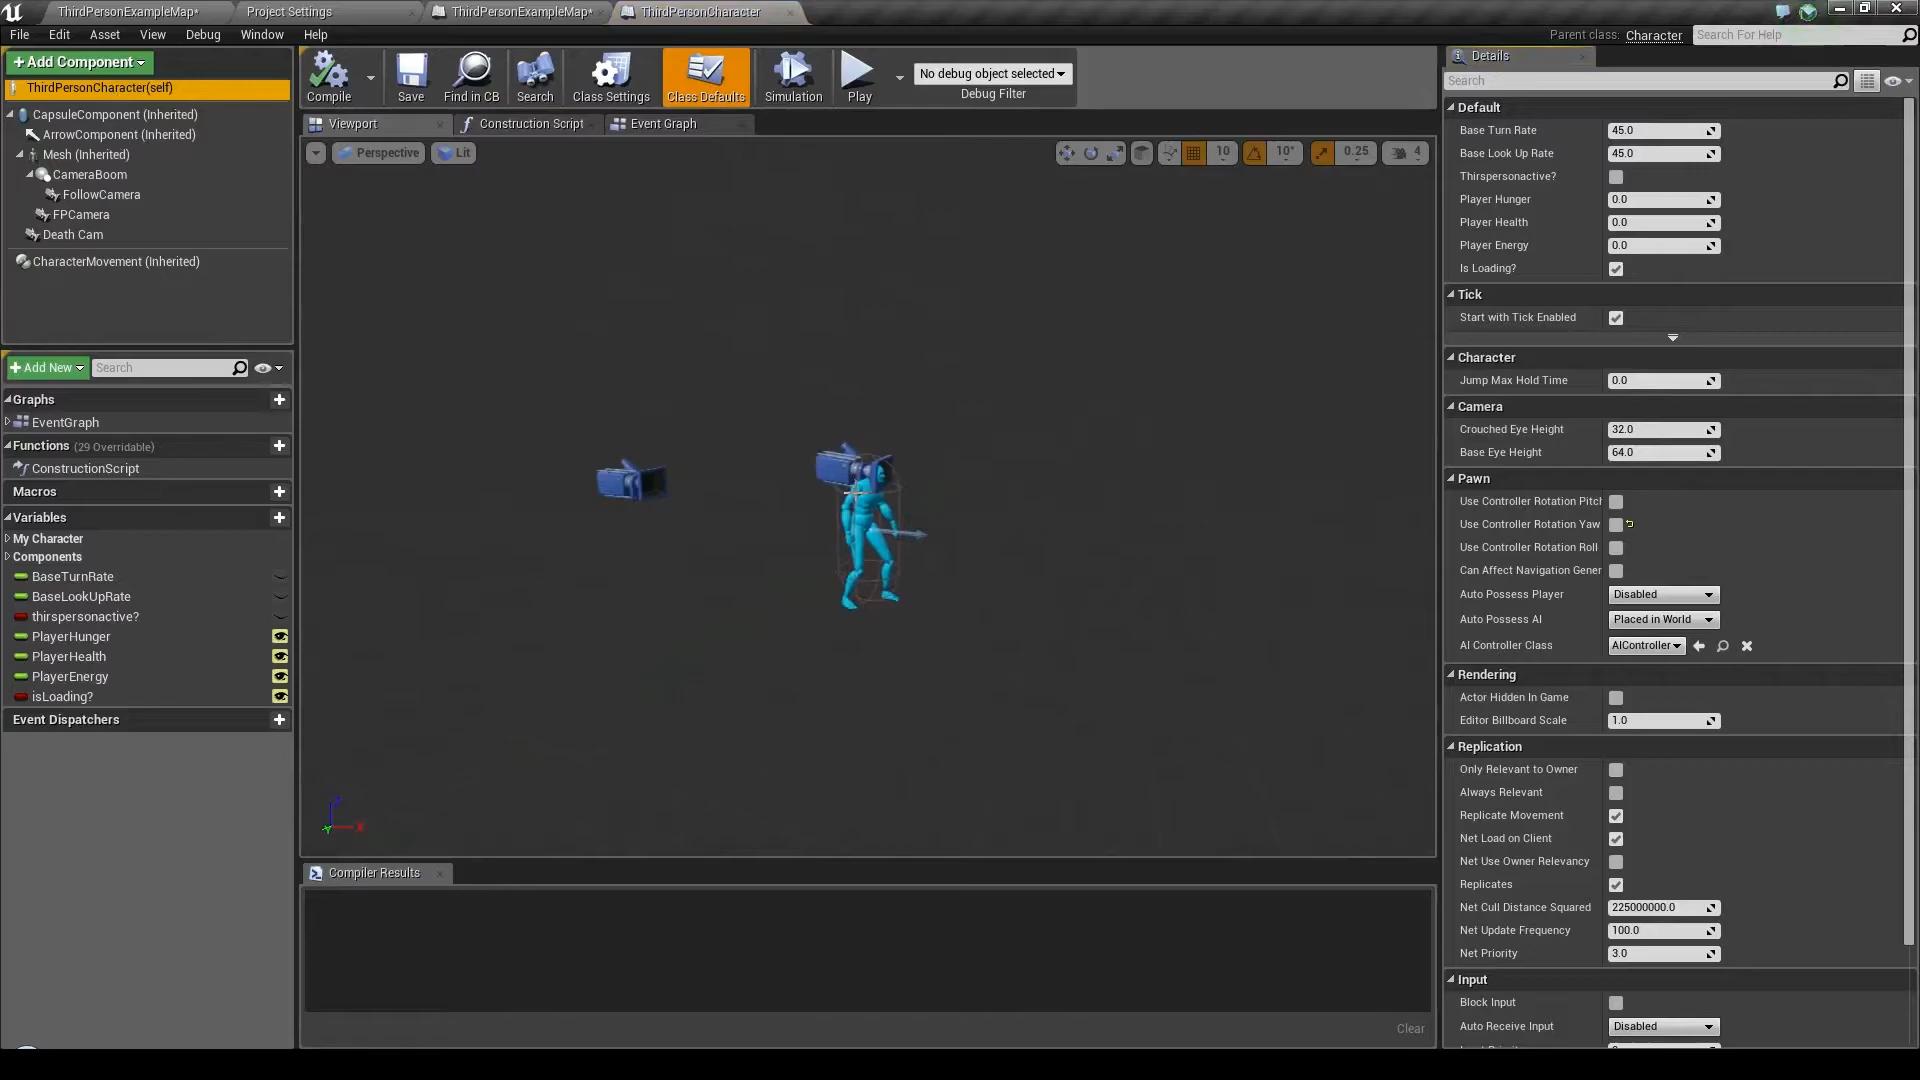 ThirdPersonExampleMap*
Project Settings
ThirdPersonExampleMap*
ThirdPersonCharacter
File Edit Asset View Debug Window Help
Parent class: Character
Search For Help
+Add Component
ThirdPersonCharacter(self)
CapsuleComponent (Inherited)
ArrowComponent (Inherited)
Mesh (Inherited)
CameraBoom
FollowCamera
FPCamera
Death Cam
CharacterMovement (Inherited)
+Add New
Search
Graphs
EventGraph
Functions (29 Overridable)
ConstructionScript
Macros
Variables
My Character
Components
BaseTurnRate
BaseLookUpRate
thirspersonactive?
PlayerHunger
PlayerHealth
PlayerEnergy
isLoading?
Event Dispatchers
Compile
Save
Find in CB
Search
Class Settings
Class Defaults
Simulation
Play
No debug object selected
Debug Filter
Viewport
Construction Script
Event Graph
Perspective
Lit
10
10°
0.25
4
Z
X
Compiler Results
Clear
Details
Search
Default
Base Turn Rate 45.0
Base Look Up Rate 45.0
Thirspersonactive?
Player Hunger 0.0
Player Health 0.0
Player Energy 0.0
Is Loading?
Tick
Start with Tick Enabled
Character
Jump Max Hold Time 0.0
Camera
Crouched Eye Height 32.0
Base Eye Height 64.0
Pawn
Use Controller Rotation Pitch
Use Controller Rotation Yaw
Use Controller Rotation Roll
Can Affect Navigation Gener
Auto Possess Player Disabled
Auto Possess AI Placed in World
AI Controller Class AIController
Rendering
Actor Hidden In Game
Editor Billboard Scale 1.0
Replication
Only Relevant to Owner
Always Relevant
Replicate Movement
Net Load on Client
Net Use Owner Relevancy
Replicates
Net Cull Distance Squared 225000000.0
Net Update Frequency 100.0
Net Priority 3.0
Input
Block Input
Auto Receive Input Disabled